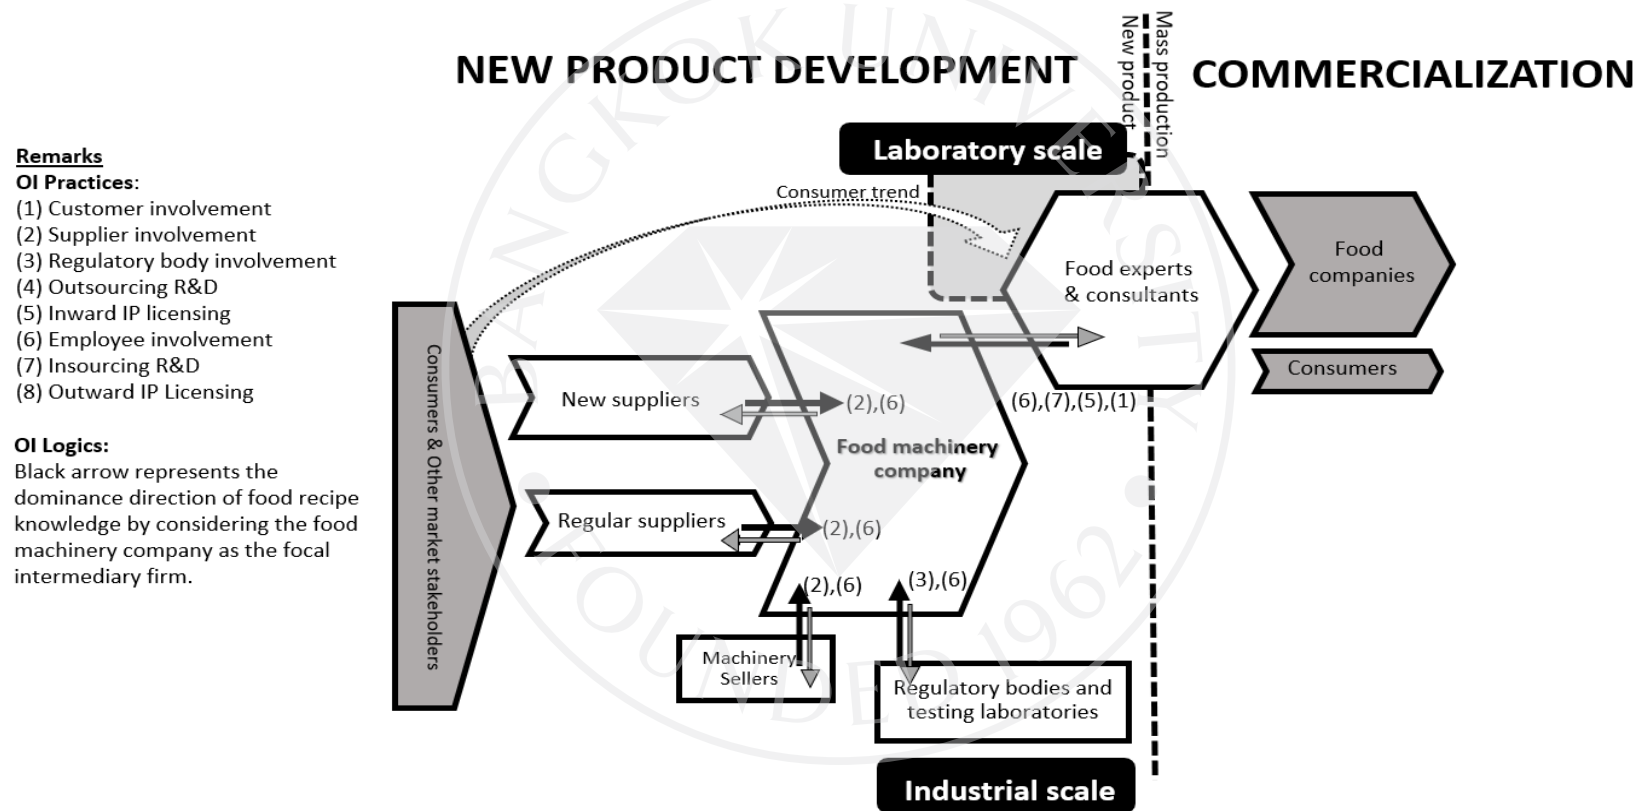 NEW PRODUCT DEVELOPMENT
COMMERCIALIZATION
Mass production
New product
Laboratory scale
Consumer trend
Remarks
OI Practices:
(1) Customer involvement
(2) Supplier involvement
(3) Regulatory body involvement
(4) Outsourcing R&D
(5) Inward IP licensing
(6) Employee involvement
(7) Insourcing R&D
(8) Outward IP Licensing
OI Logics:
Black arrow represents the
dominance direction of food recipe
knowledge by considering the food
machinery company as the focal
intermediary firm.
Consumers & Other market stakeholders
New suppliers
(2),(6)
Regular suppliers
(2),(6)
Food machinery
company
Food experts
& consultants
(6),(7),(5),(1)
Food
companies
Consumers
(2),(6)
(3),(6)
Machinery
Sellers
Regulatory bodies and
testing laboratories
Industrial scale
BANGKOK UNIVERSITY
FOUNDED 1962